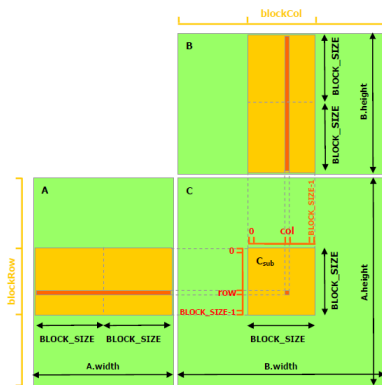 blockCol
B
BLOCK_SIZE
BLOCK_SIZE
B.height
A
C
BLOCK_SIZE-1
0
col
blockRow
0
C_sub
row
BLOCK_SIZE-1
BLOCK_SIZE
A.height
BLOCK_SIZE
BLOCK_SIZE
BLOCK_SIZE
A.width
B.width